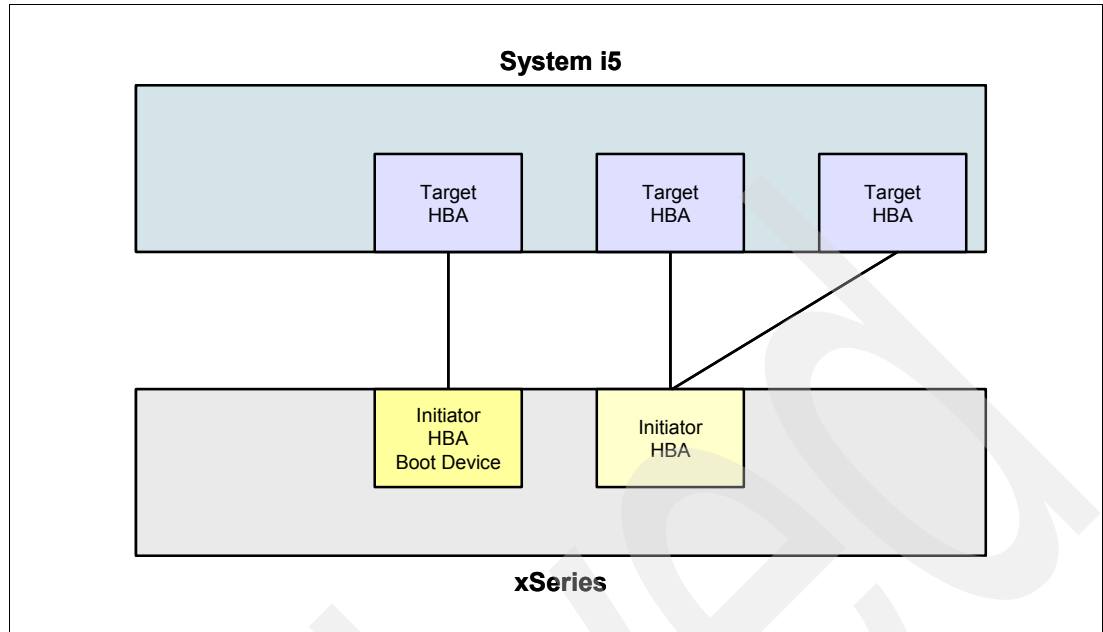 System i5
Target
HBA
Target
HBA
Target
HBA
Initiator
HBA
Boot Device
Initiator
HBA
xSeries